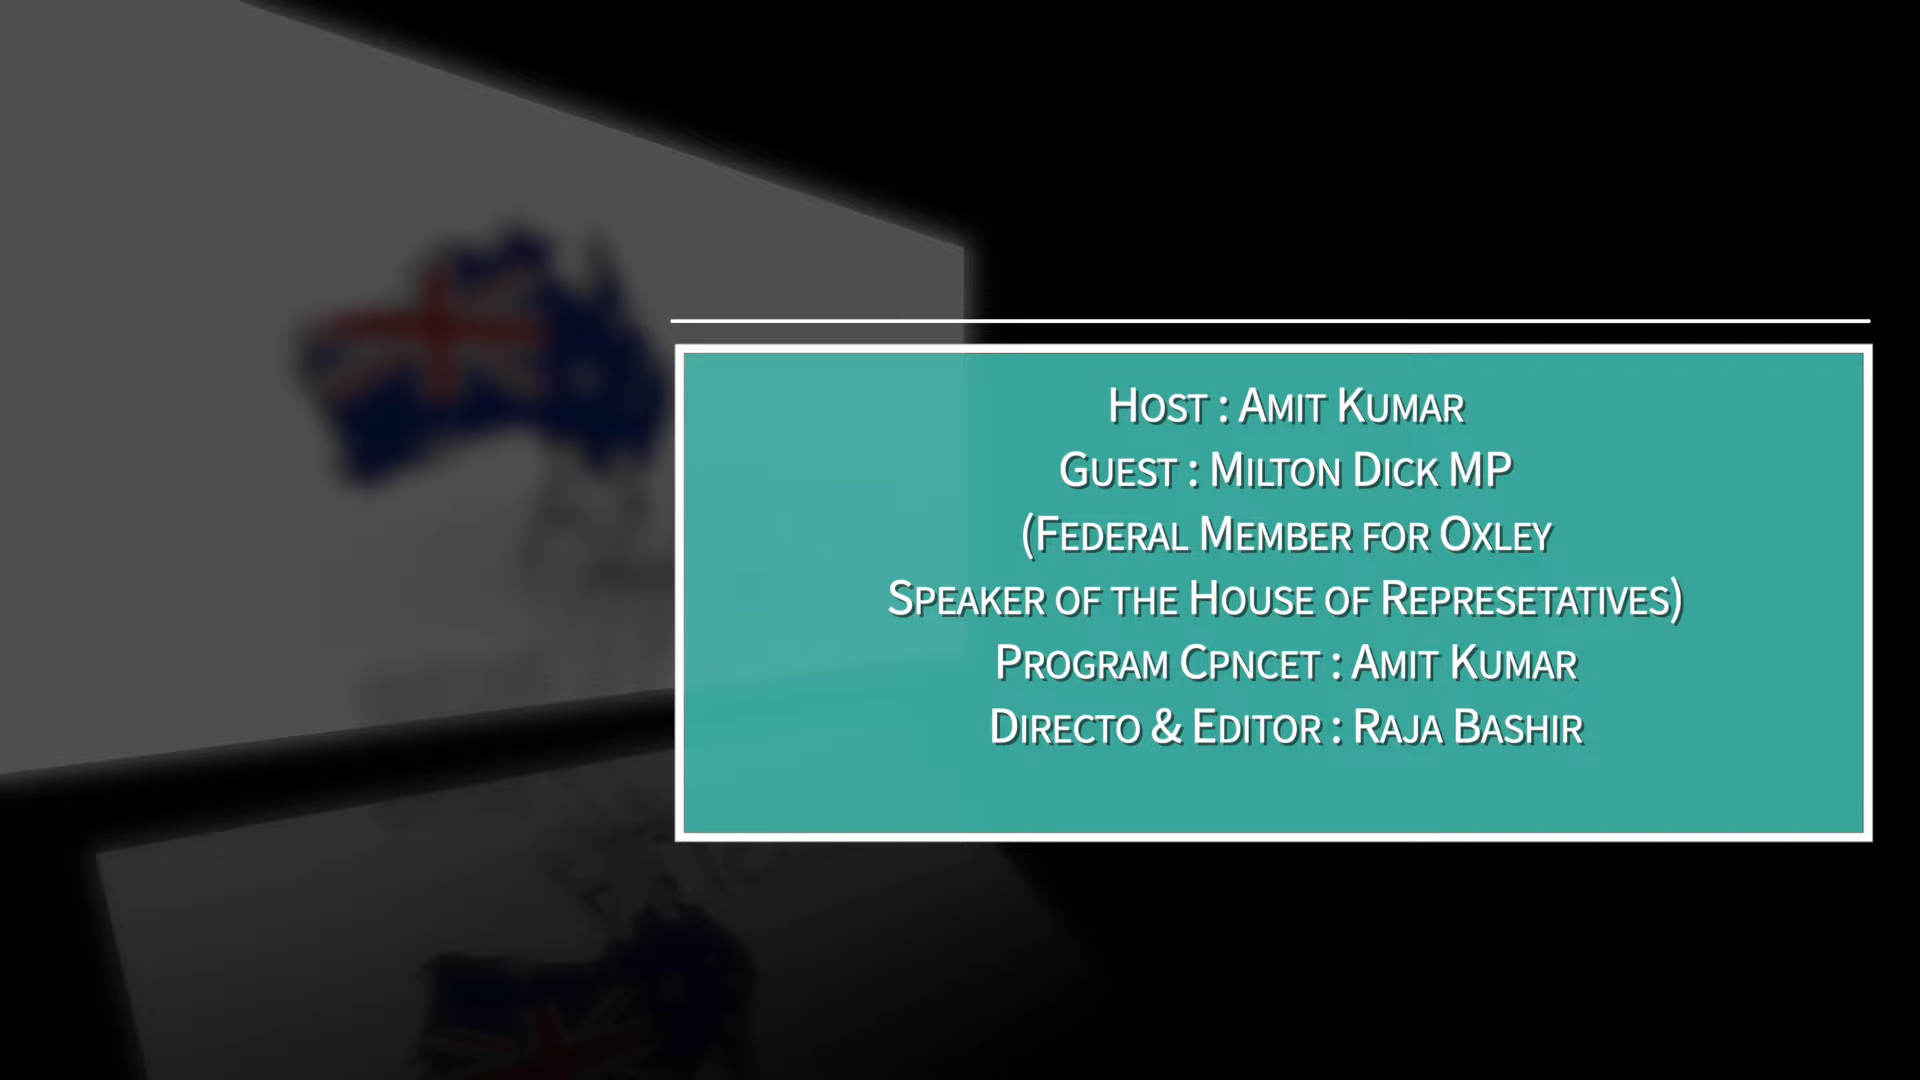 Host : Amit Kumar
Guest : Milton Dick MP
(Federal Member for Oxley
Speaker of the House of Represetatives)
Program Cpncet : Amit Kumar
Directo & Editor : Raja Bashir